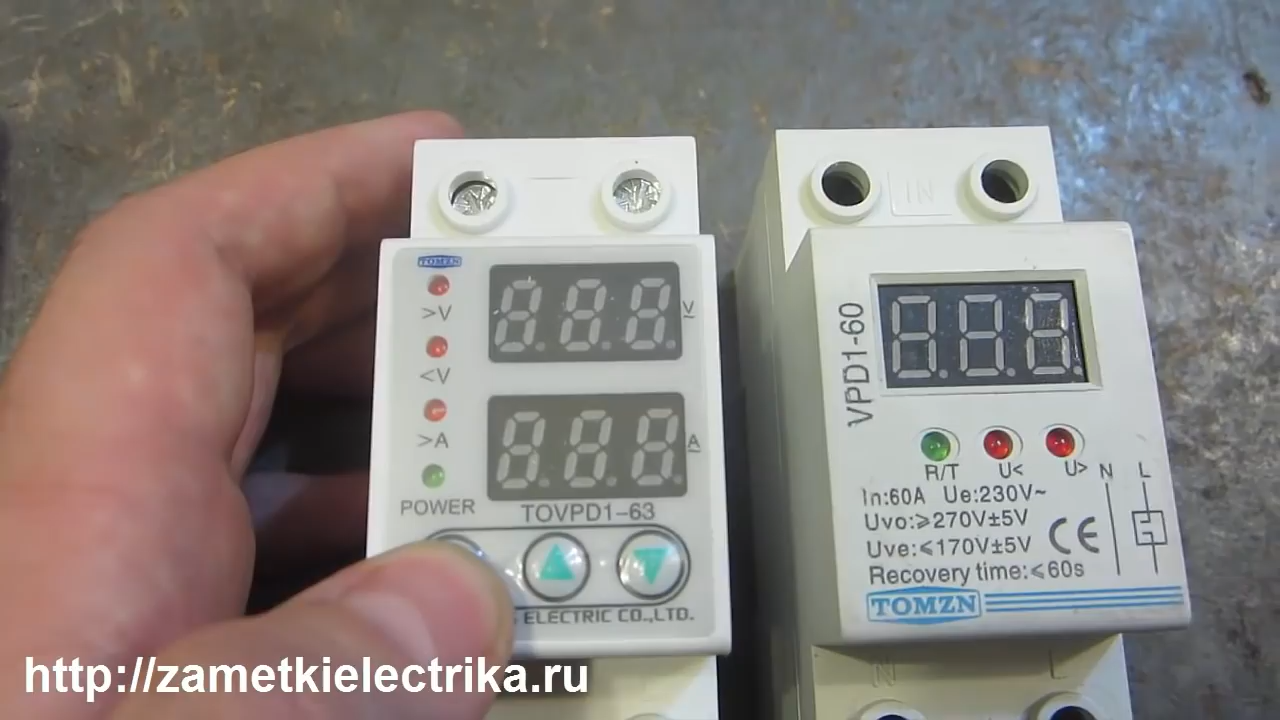 TOMZN
>V
<V
>A
POWER
V
A
TOVPD1-63
ELECTRIC CO.,LTD.
IN
VPD1-60
R/T U< U> N L
In:60A Ue:230V~
Uvo:≥270V±5V
Uve:≤170V±5V
CE
Recovery time:≤60s
TOMZN
N L
http://zametkielectrika.ru